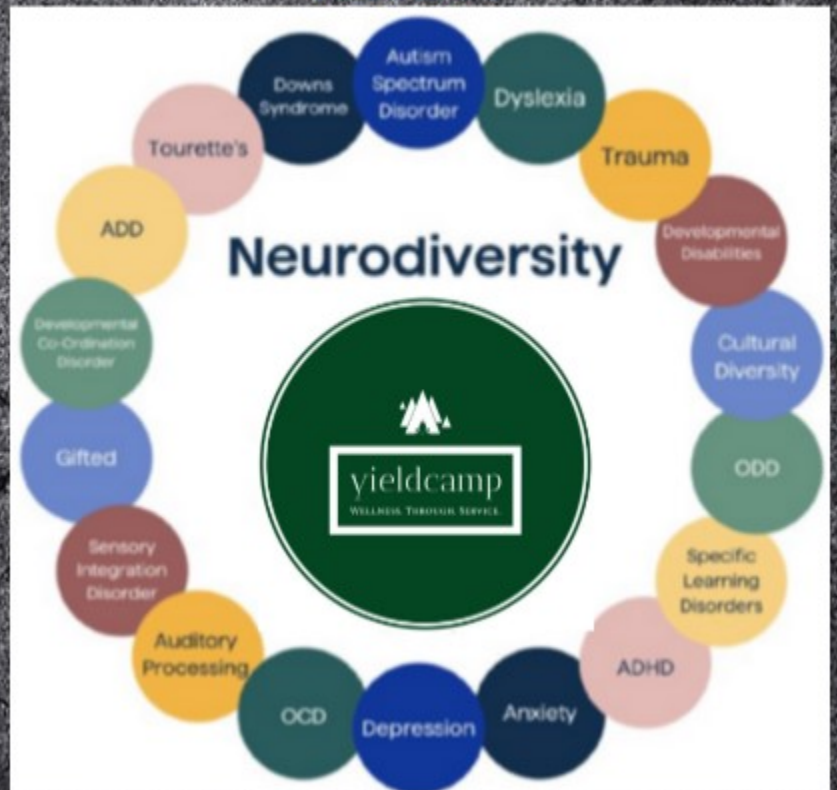 Neurodiversity
Autism
Spectrum
Disorder
Dyslexia
Trauma
Developmental
Disabilities
Cultural
Diversity
ODD
Specific
Learning
Disorders
ADHD
Anxiety
Depression
OCD
Auditory
Processing
Sensory
Integration
Disorder
Gifted
Developmental
Co-Ordination
Disorder
ADD
Tourette's
Downs
Syndrome
yieldcamp
WELLNESS THROUGH SERVICE.